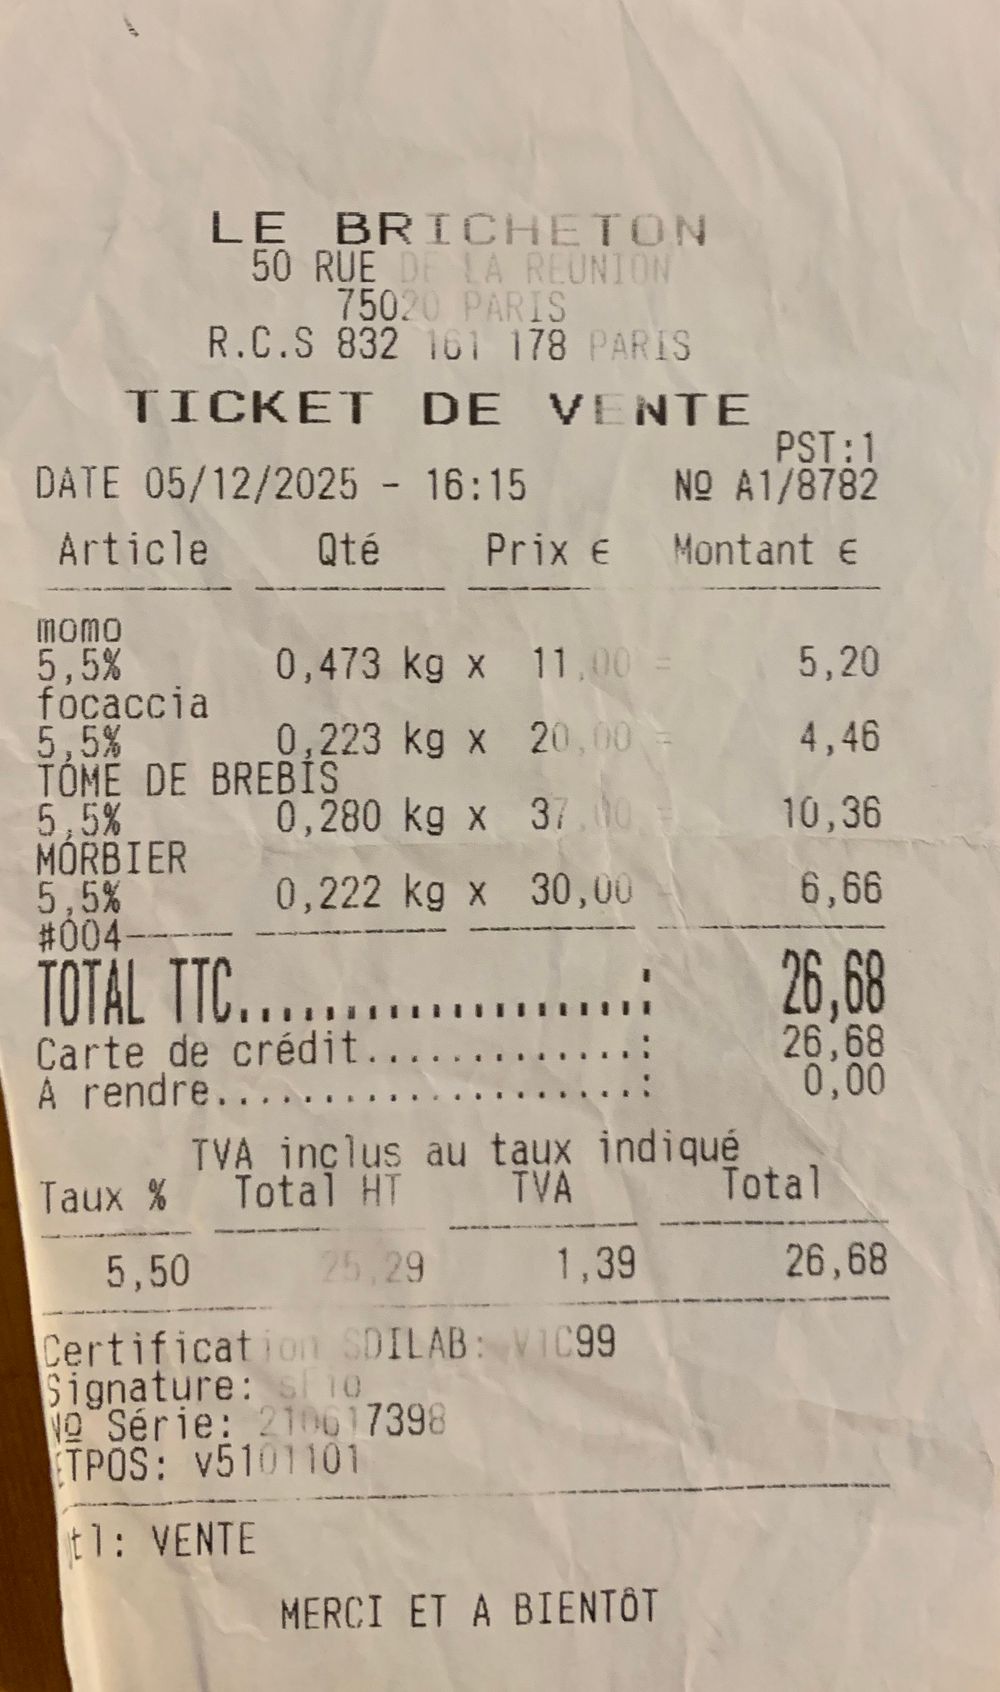 LE BRICHETON
50 RUE DE LA REUNION
75020 PARIS
R.C.S 832 161 178 PARIS
TICKET DE VENTE
PST:1
DATE 05/12/2025 - 16:15 Nº A1/8782
Article Qté Prix € Montant €
momo
5,5% 0,473 kg x 11,00 = 5,20
focaccia
5,5% 0,223 kg x 20,00 = 4,46
TOME DE BREBIS
5,5% 0,280 kg x 37,00 = 10,36
MORBIER
5,5% 0,222 kg x 30,00 = 6,66
#004
TOTAL TTC....................: 26,68
Carte de crédit.............: 26,68
A rendre....................: 0,00
TVA inclus au taux indiqué
Taux % Total HT TVA Total
5,50 25,29 1,39 26,68
Certification SDILAB: V1C99
Signature:
Nº Série: 210617398
ETPOS: v5101101
tl: VENTE
MERCI ET A BIENTÔT